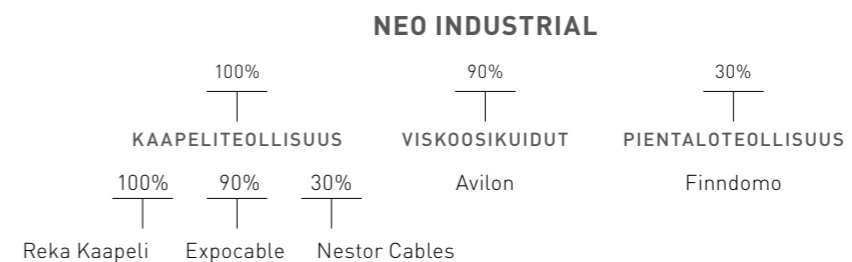 NEO INDUSTRIAL
100% 90% 30%
KAAPELITEOLLISUUS VISKOOSIKUIDUT PIENTALOTEOLLISUUS
100% 90% 30% Avilon Finndomo
Reka Kaapeli Expocable Nestor Cables